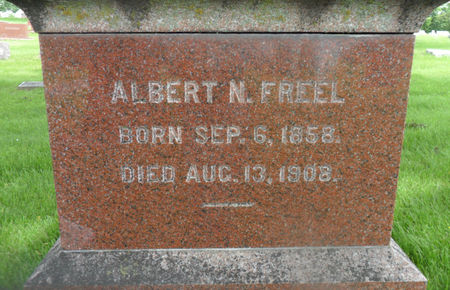 ALBERT N. FREEL
BORN SEP. 6, 1858.
DIED AUG. 13, 1908.